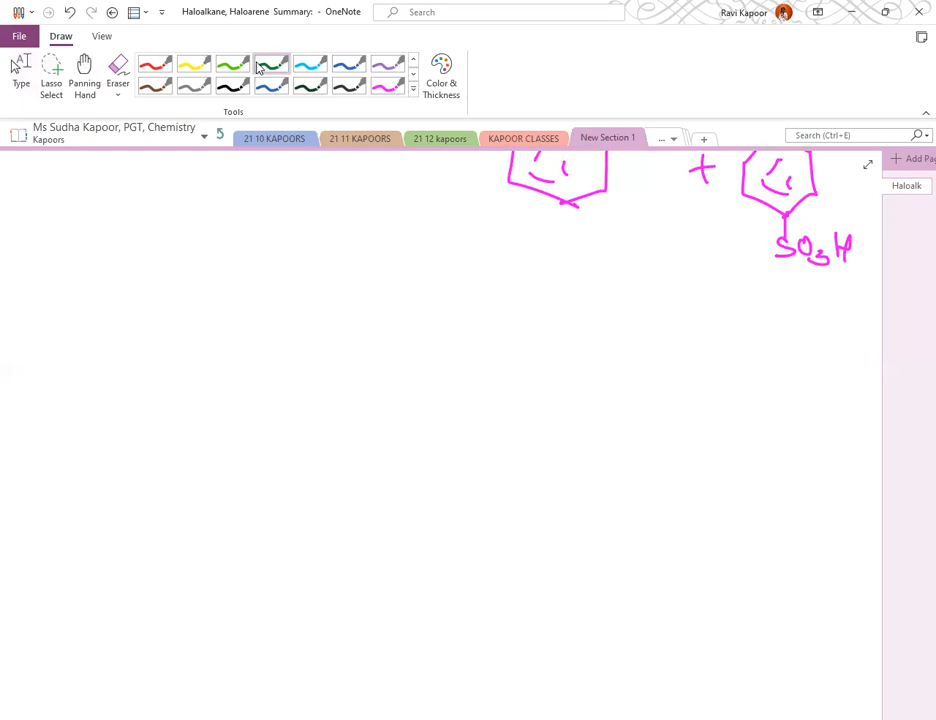 Haloalkane, Haloarene Summary: - OneNote
Search
Ravi Kapoor
File
Draw
View
Type
Lasso
Select
Panning
Hand
Eraser
Color &
Thickness
Tools
Ms Sudha Kapoor, PGT, Chemistry
Kapoors
21 10 KAPOORS
21 11 KAPOORS
21 12 kapoors
KAPOOR CLASSES
New Section 1
...
+
Search (Ctrl+E)
+ Add Pag
Haloalk
+
SO3H